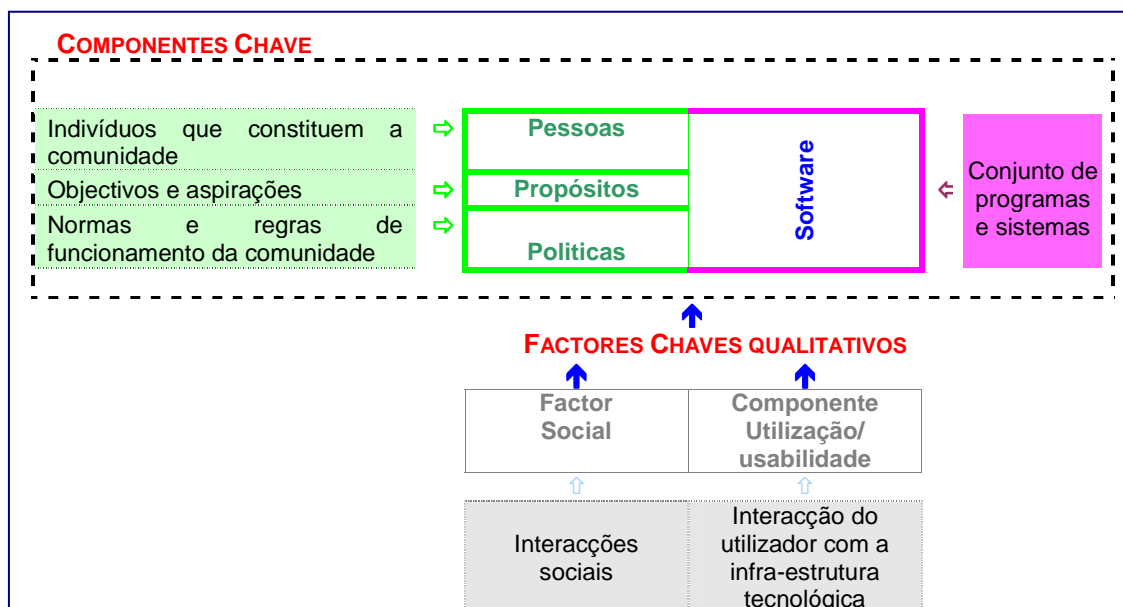 COMPONENTES CHAVE
Indivíduos que constituem a
comunidade
Objectivos e aspirações
Normas e regras de
funcionamento da comunidade
Pessoas
Propósitos
Politicas
Software
Conjunto de
programas
e sistemas
FACTORES CHAVES QUALITATIVOS
Factor
Social
Componente
Utilização/
usabilidade
Interacções
sociais
Interacção do
utilizador com a
infra-estrutura
tecnológica